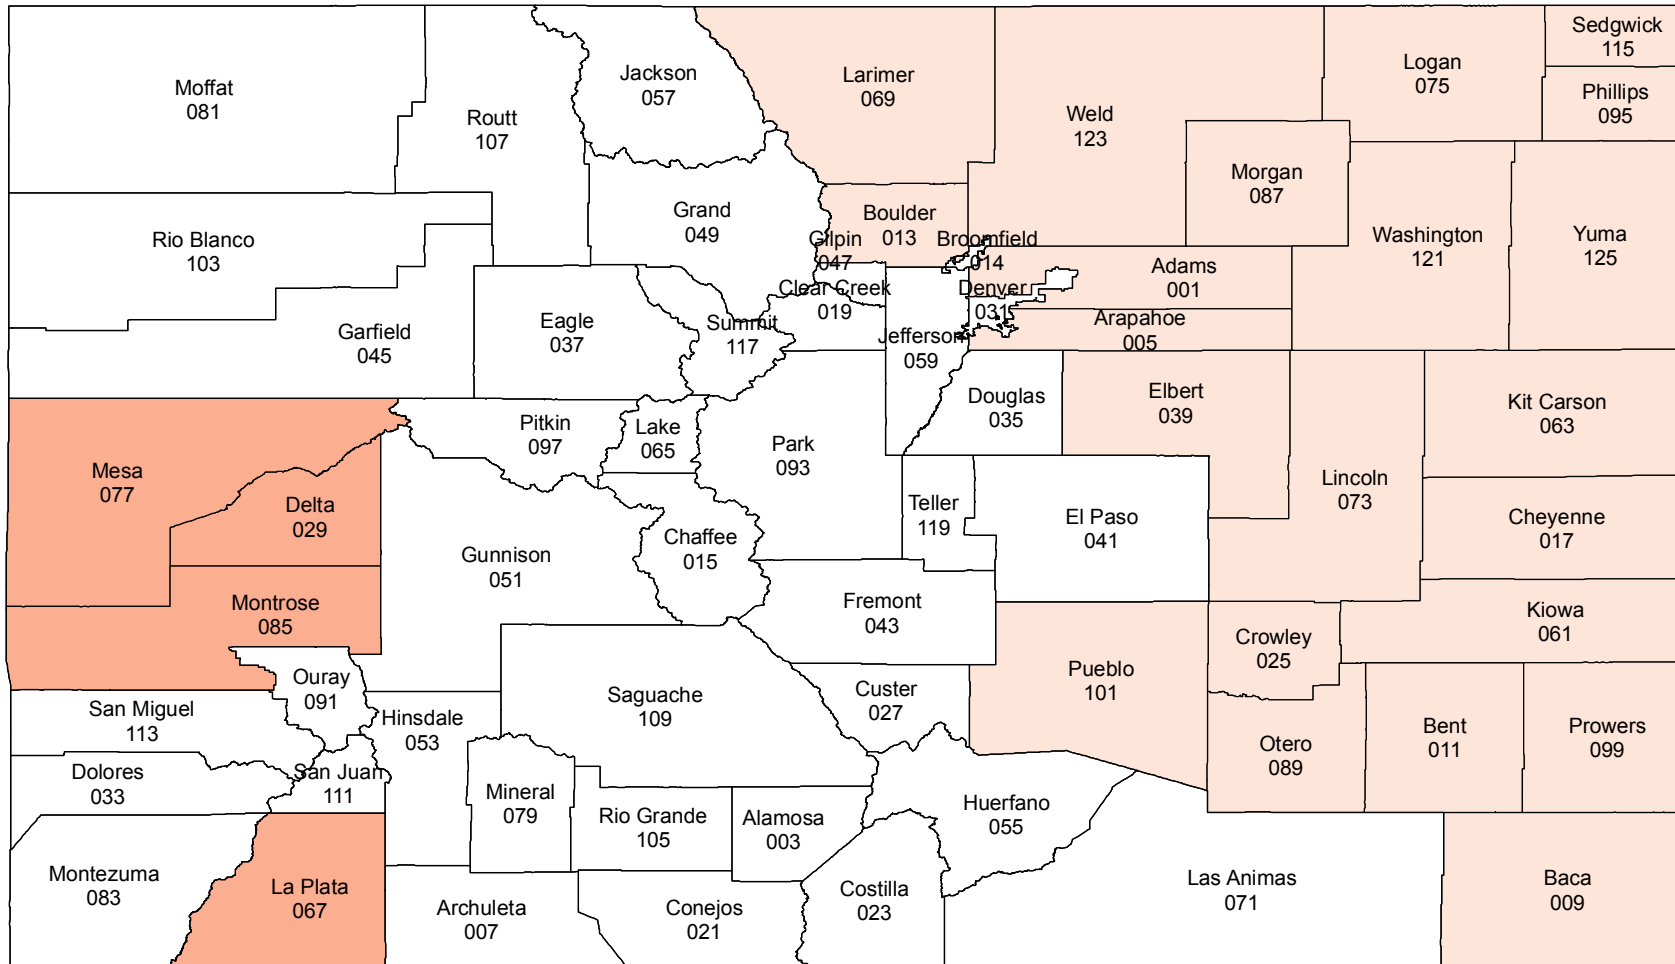 Moffat
081
Routt
107
Jackson
057
Larimer
069
Weld
123
Logan
075
Sedgwick
115
Phillips
095
Morgan
087
Rio Blanco
103
Grand
049
Boulder
013
Gilpin
047
Broomfield
014
Washington
121
Yuma
125
Adams
001
Clear Creek
019
Denver
031
Arapahoe
005
Garfield
045
Eagle
037
Summit
117
Jefferson
059
Douglas
035
Elbert
039
Kit Carson
063
Mesa
077
Pitkin
097
Lake
065
Park
093
Lincoln
073
Delta
029
Teller
119
El Paso
041
Cheyenne
017
Gunnison
051
Chaffee
015
Montrose
085
Fremont
043
Kiowa
061
Crowley
025
Ouray
091
Saguache
109
Custer
027
Pueblo
101
San Miguel
113
Hinsdale
053
Otero
089
Bent
011
Prowers
099
Dolores
033
San Juan
111
Mineral
079
Rio Grande
105
Alamosa
003
Huerfano
055
Montezuma
083
La Plata
067
Archuleta
007
Conejos
021
Costilla
023
Las Animas
071
Baca
009